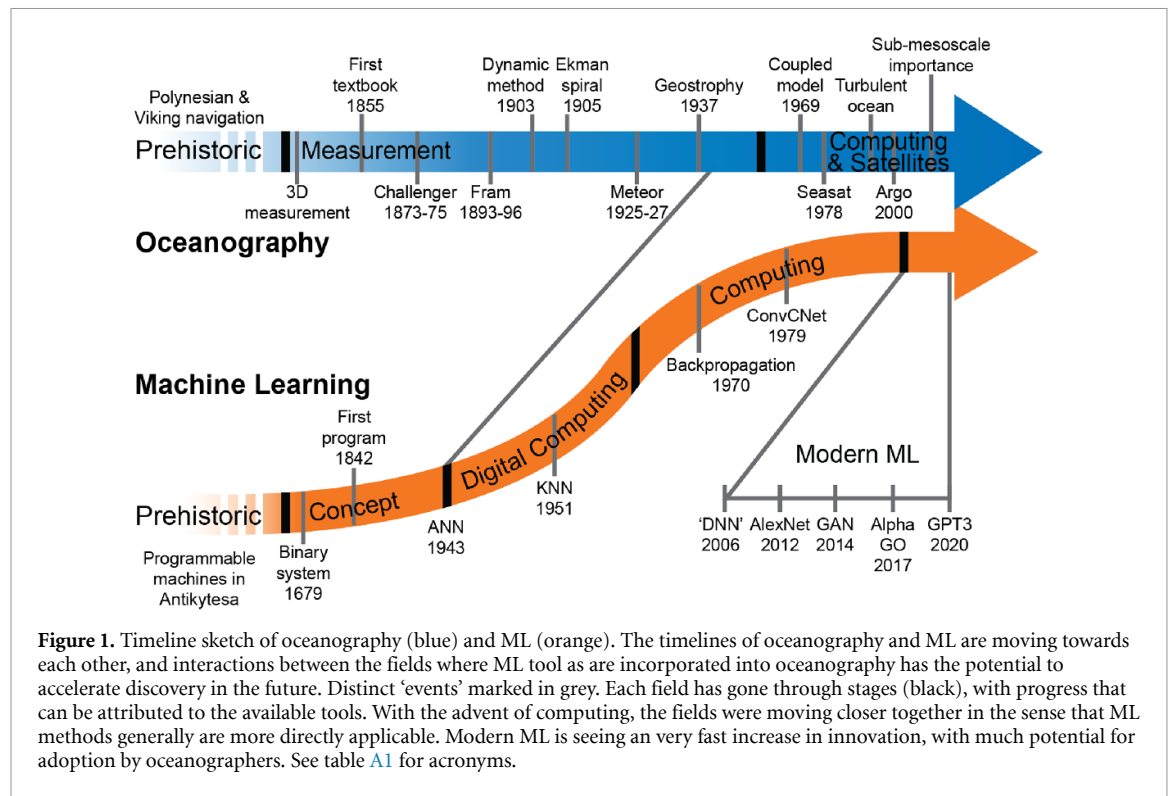 Sub-mesoscale
importance
First
textbook
1855
Dynamic
method
1903
Ekman
spiral
1905
Geostrophy
1937
Coupled
model
1969
Turbulent
ocean
Polynesian &
Viking navigation
Prehistoric
Measurement
Computing
& Satellites
3D
measurement
Challenger
1873-75
Fram
1893-96
Meteor
1925-27
Seasat
1978
Argo
2000
Oceanography
Computing
ConvCNet
1979
Backpropagation
1970
Machine Learning
First
program
1842
Digital Computing
KNN
1951
Modern ML
Prehistoric
Concept
ANN
1943
Binary
system
1679
Programmable
machines in
Antikytesa
‘DNN’
2006
AlexNet
2012
GAN
2014
Alpha
GO
2017
GPT3
2020
Figure 1. Timeline sketch of oceanography (blue) and ML (orange). The timelines of oceanography and ML are moving towards
each other, and interactions between the fields where ML tool as are incorporated into oceanography has the potential to
accelerate discovery in the future. Distinct ‘events’ marked in grey. Each field has gone through stages (black), with progress that
can be attributed to the available tools. With the advent of computing, the fields were moving closer together in the sense that ML
methods generally are more directly applicable. Modern ML is seeing an very fast increase in innovation, with much potential for
adoption by oceanographers. See table A1 for acronyms.